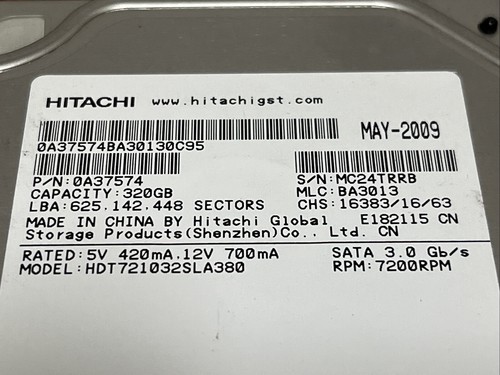 HITACHI www.hitachigst.com
MAY-2009
0A37574BA30130C95
P/N:0A37574 S/N:MC24TRRB
CAPACITY:320GB MLC:BA3013
LBA:625.142.448 SECTORS CHS:16383/16/63
MADE IN CHINA BY Hitachi Global E182115 CN
Storage Products(Shenzhen)Co., Ltd. CN
RATED:5V 420mA.12V 700mA SATA 3.0 Gb/s
MODEL:HDT721032SLA380 RPM:7200RPM